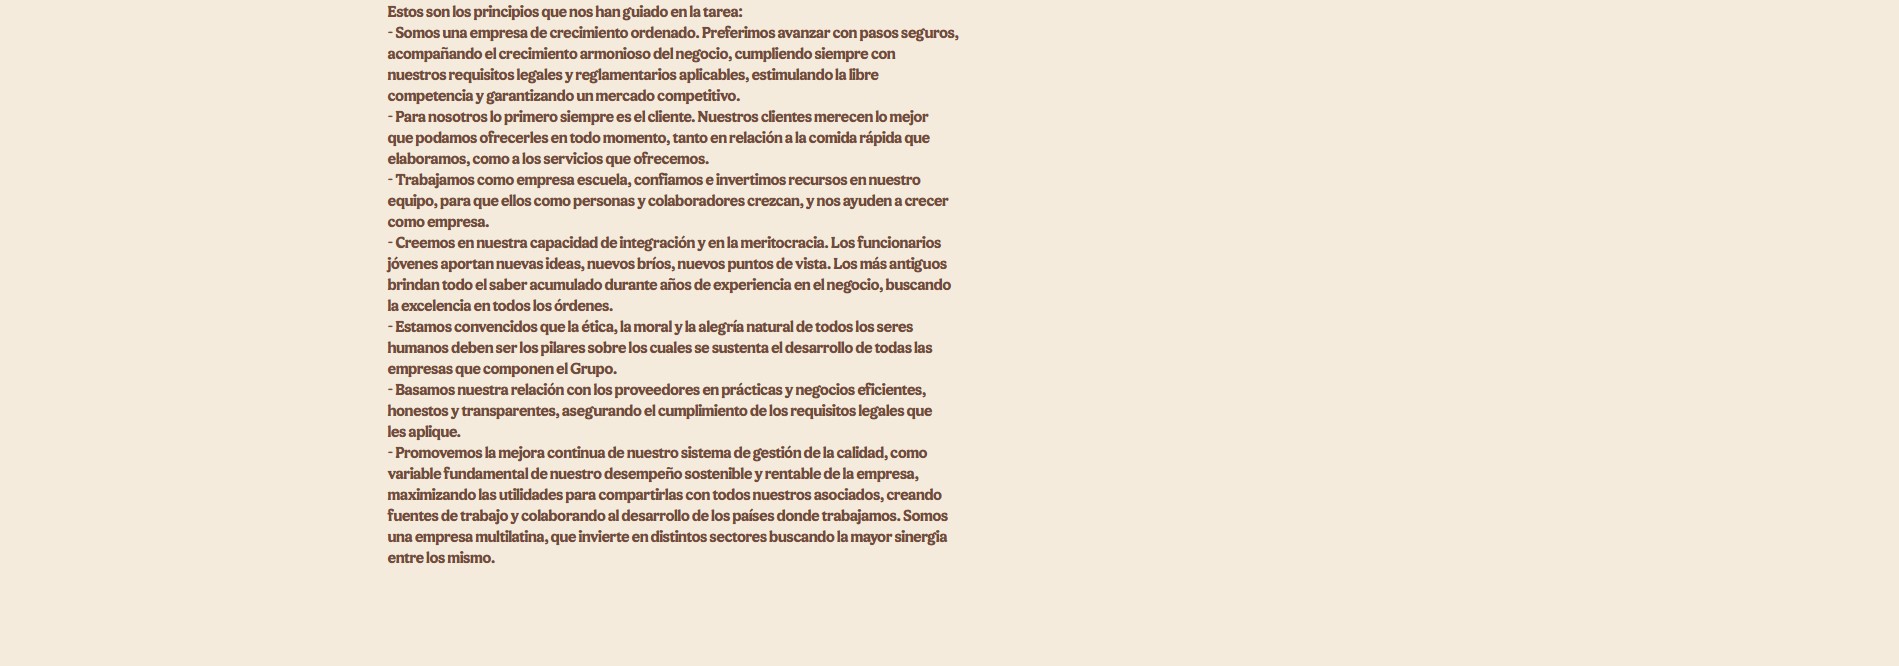 Estos son los principios que nos han guiado en la tarea:
- Somos una empresa de crecimiento ordenado. Preferimos avanzar con pasos seguros,
acompañando el crecimiento armonioso del negocio, cumpliendo siempre con
nuestros requisitos legales y reglamentarios aplicables, estimulando la libre
competencia y garantizando un mercado competitivo.
- Para nosotros lo primero siempre es el cliente. Nuestros clientes merecen lo mejor
que podamos ofrecerles en todo momento, tanto en relación a la comida rápida que
elaboramos, como a los servicios que ofrecemos.
- Trabajamos como empresa escuela, confiamos e invertimos recursos en nuestro
equipo, para que ellos como personas y colaboradores crezcan, y nos ayuden a crecer
como empresa.
- Creemos en nuestra capacidad de integración y en la meritocracia. Los funcionarios
jóvenes aportan nuevas ideas, nuevos bríos, nuevos puntos de vista. Los más antiguos
brindan todo el saber acumulado durante años de experiencia en el negocio, buscando
la excelencia en todos los órdenes.
- Estamos convencidos que la ética, la moral y la alegría natural de todos los seres
humanos deben ser los pilares sobre los cuales se sustenta el desarrollo de todas las
empresas que componen el Grupo.
- Basamos nuestra relación con los proveedores en prácticas y negocios eficientes,
honestos y transparentes, asegurando el cumplimiento de los requisitos legales que
les aplique.
- Promovemos la mejora continua de nuestro sistema de gestión de la calidad, como
variable fundamental de nuestro desempeño sostenible y rentable de la empresa,
maximizando las utilidades para compartirlas con todos nuestros asociados, creando
fuentes de trabajo y colaborando al desarrollo de los países donde trabajamos. Somos
una empresa multilatina, que invierte en distintos sectores buscando la mayor sinergia
entre los mismo.